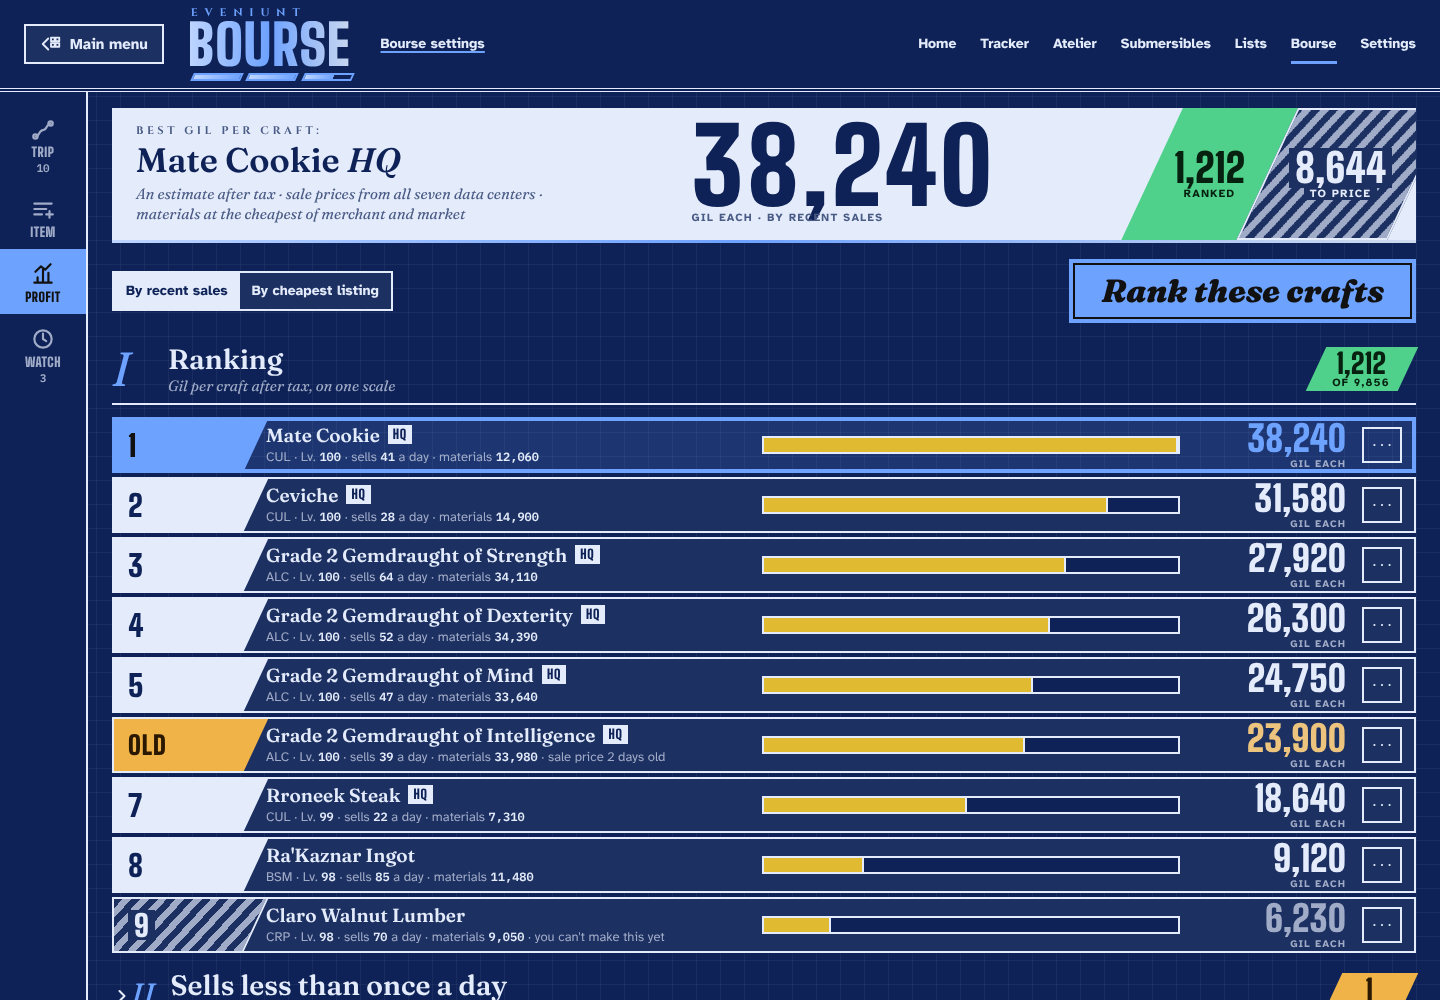 Main menu
EVENIUNT
BOURSE
Bourse settings
Home
Tracker
Atelier
Submersibles
Lists
Bourse
Settings
TRIP
10
ITEM
PROFIT
WATCH
3
BEST GIL PER CRAFT:
Mate Cookie HQ
An estimate after tax · sale prices from all seven data centers ·
materials at the cheapest of merchant and market
38,240
GIL EACH · BY RECENT SALES
1,212
RANKED
8,644
TO PRICE
By recent sales
By cheapest listing
Rank these crafts
I
Ranking
Gil per craft after tax, on one scale
1,212
OF 9,856
1
Mate Cookie HQ
CUL · Lv. 100 · sells 41 a day · materials 12,060
38,240
GIL EACH
...
2
Ceviche HQ
CUL · Lv. 100 · sells 28 a day · materials 14,900
31,580
GIL EACH
...
3
Grade 2 Gemdraught of Strength HQ
ALC · Lv. 100 · sells 64 a day · materials 34,110
27,920
GIL EACH
...
4
Grade 2 Gemdraught of Dexterity HQ
ALC · Lv. 100 · sells 52 a day · materials 34,390
26,300
GIL EACH
...
5
Grade 2 Gemdraught of Mind HQ
ALC · Lv. 100 · sells 47 a day · materials 33,640
24,750
GIL EACH
...
OLD
Grade 2 Gemdraught of Intelligence HQ
ALC · Lv. 100 · sells 39 a day · materials 33,980 · sale price 2 days old
23,900
GIL EACH
...
7
Rroneek Steak HQ
CUL · Lv. 99 · sells 22 a day · materials 7,310
18,640
GIL EACH
...
8
Ra'Kaznar Ingot
BSM · Lv. 98 · sells 85 a day · materials 11,480
9,120
GIL EACH
...
9
Claro Walnut Lumber
CRP · Lv. 98 · sells 70 a day · materials 9,050 · you can't make this yet
6,230
GIL EACH
...
II
Sells less than once a day
1